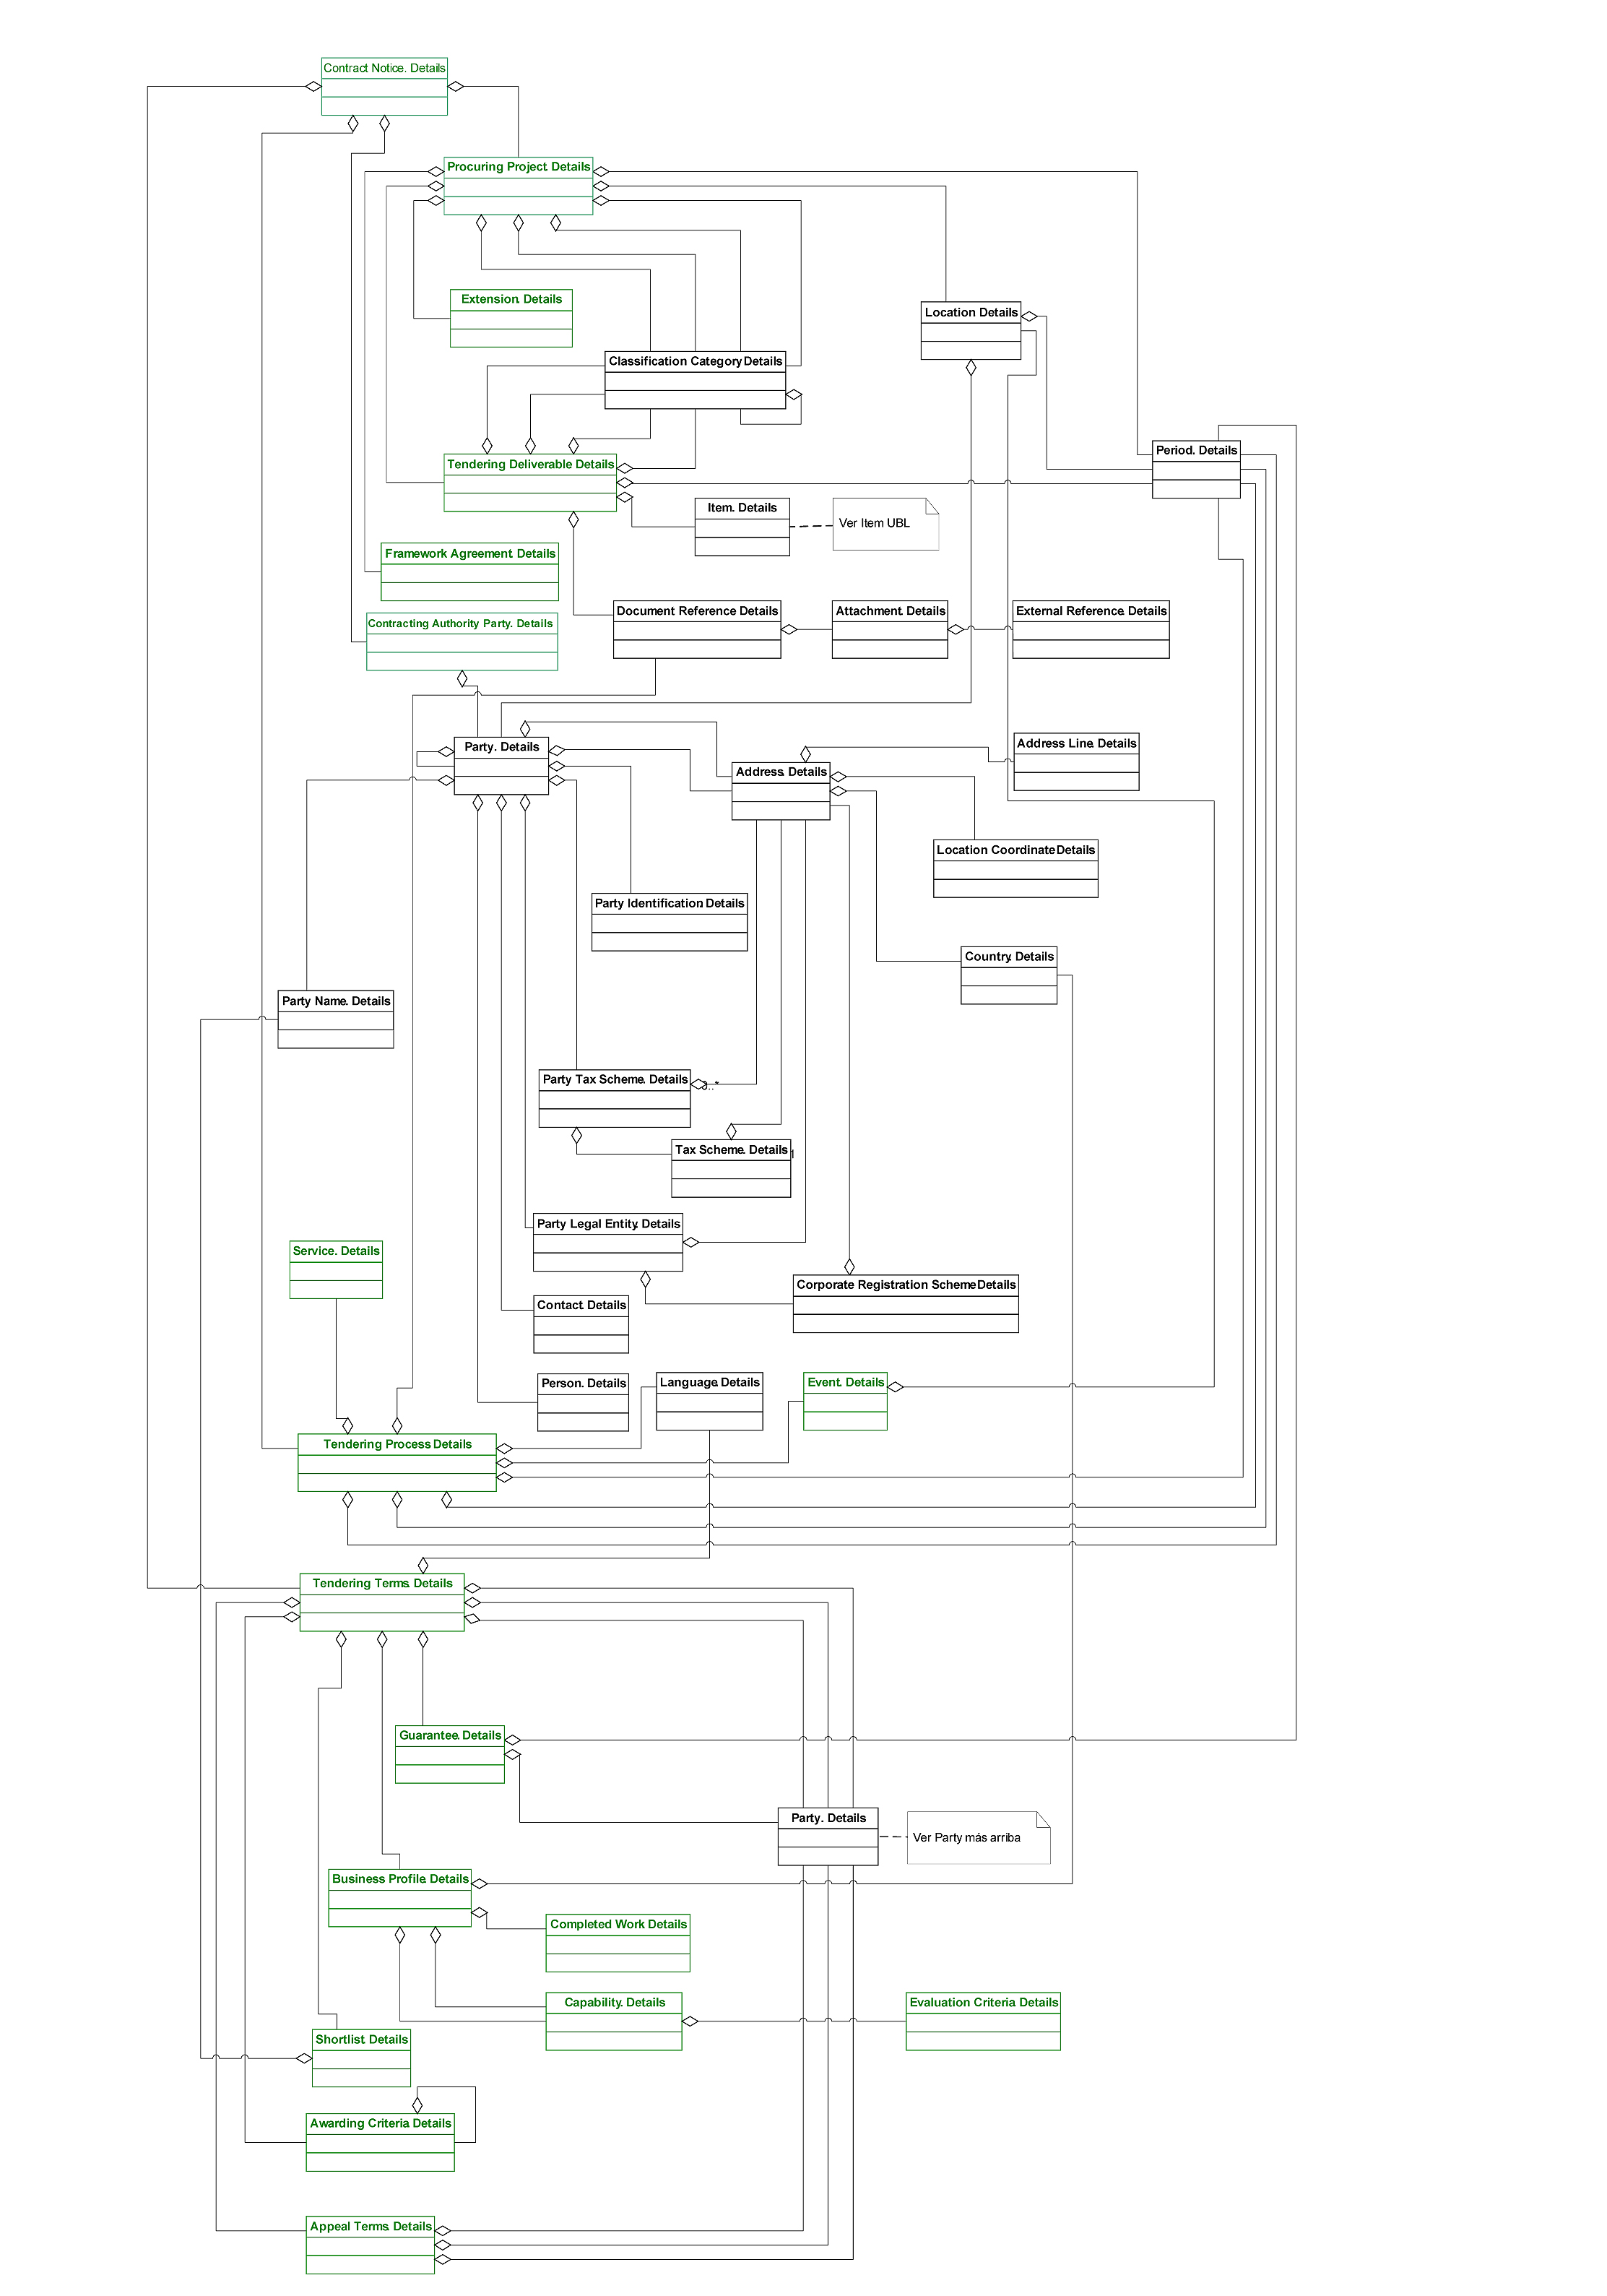 Contract Notice. Details
Procuring Project. Details
Extension. Details
Location Details
Classification Category Details
Period. Details
Tendering Deliverable Details
Item. Details
Ver Item UBL
Framework Agreement. Details
Document Reference Details
Attachment. Details
External Reference. Details
Contracting Authority Party. Details
Party. Details
Address Line. Details
Address. Details
Location Coordinate Details
Party Identification. Details
Country. Details
Party Name. Details
Party Tax Scheme. Details
0..*
Tax Scheme. Details
1
Party Legal Entity. Details
Service. Details
Corporate Registration Scheme Details
Contact. Details
Person. Details
Language. Details
Event. Details
Tendering Process Details
Tendering Terms. Details
Guarantee. Details
Party. Details
Ver Party más arriba
Business Profile. Details
Completed Work Details
Capability. Details
Evaluation Criteria Details
Shortlist. Details
Awarding Criteria. Details
Appeal Terms. Details